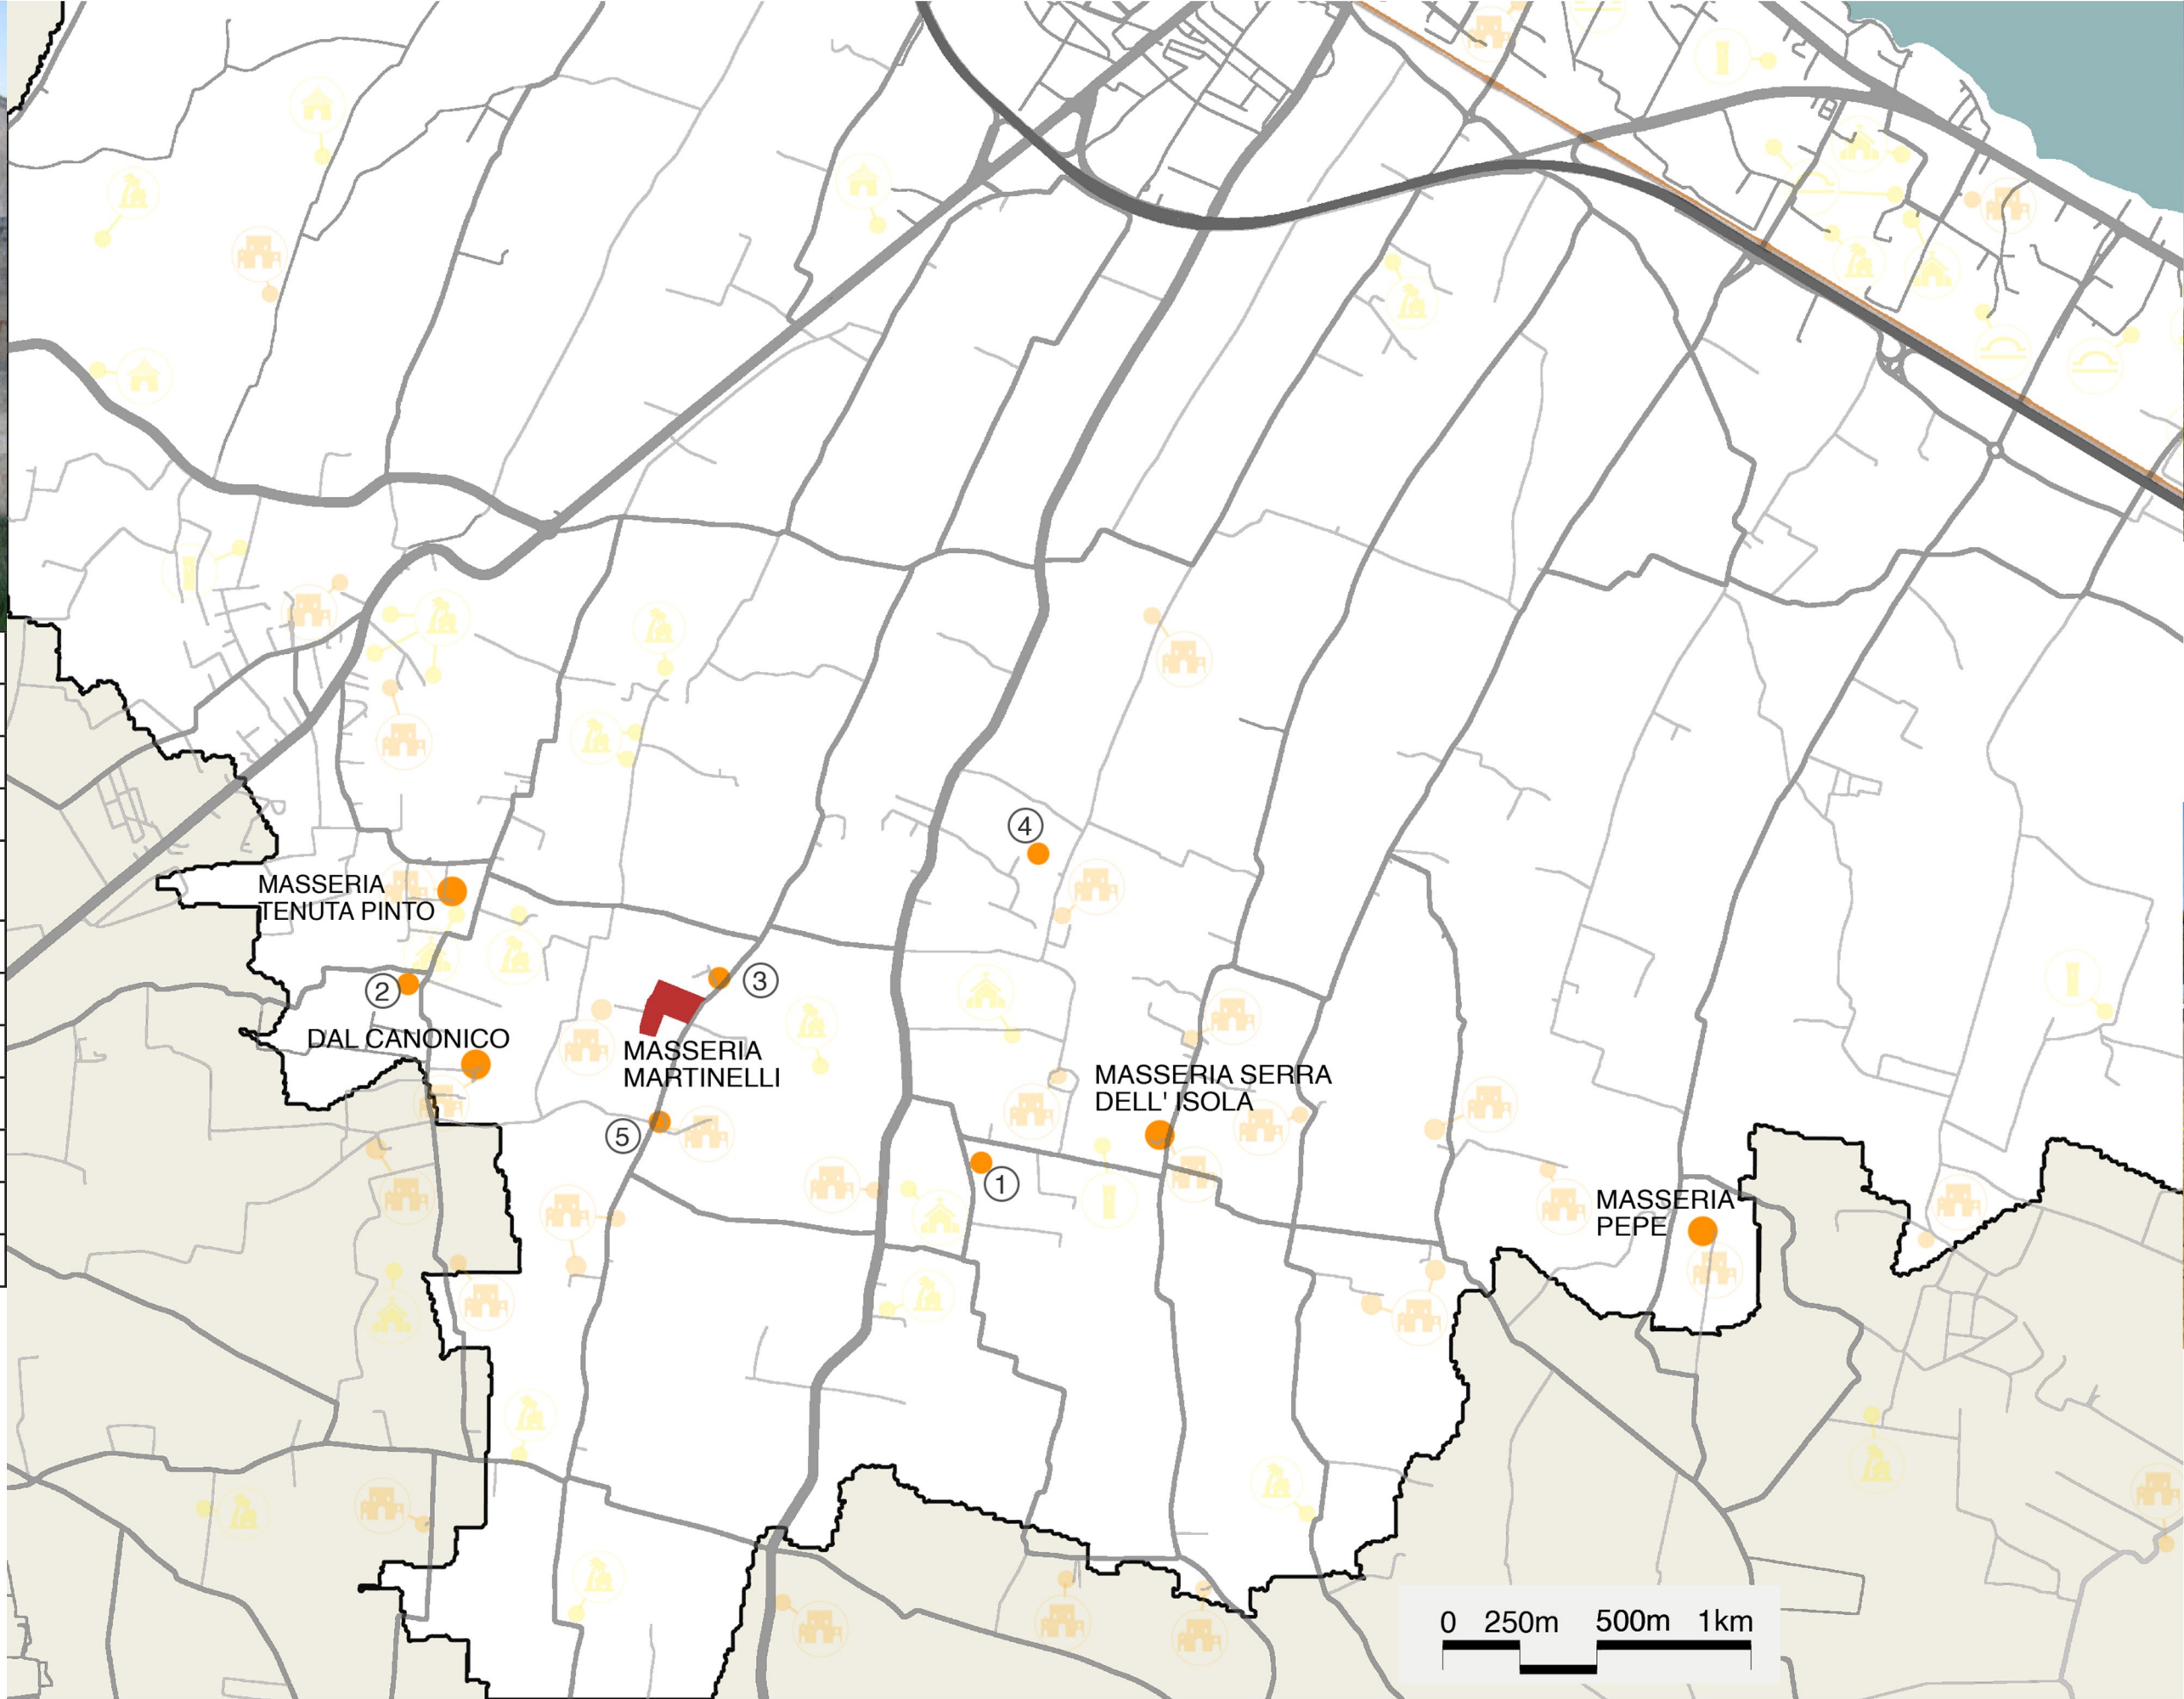 ④
MASSERIA
TENUTA PINTO
②
③
DAL CANONICO
MASSERIA
MARTINELLI
⑤
MASSERIA SERRA
DELL' ISOLA
①
MASSERIA
PEPE
0 250m 500m 1km